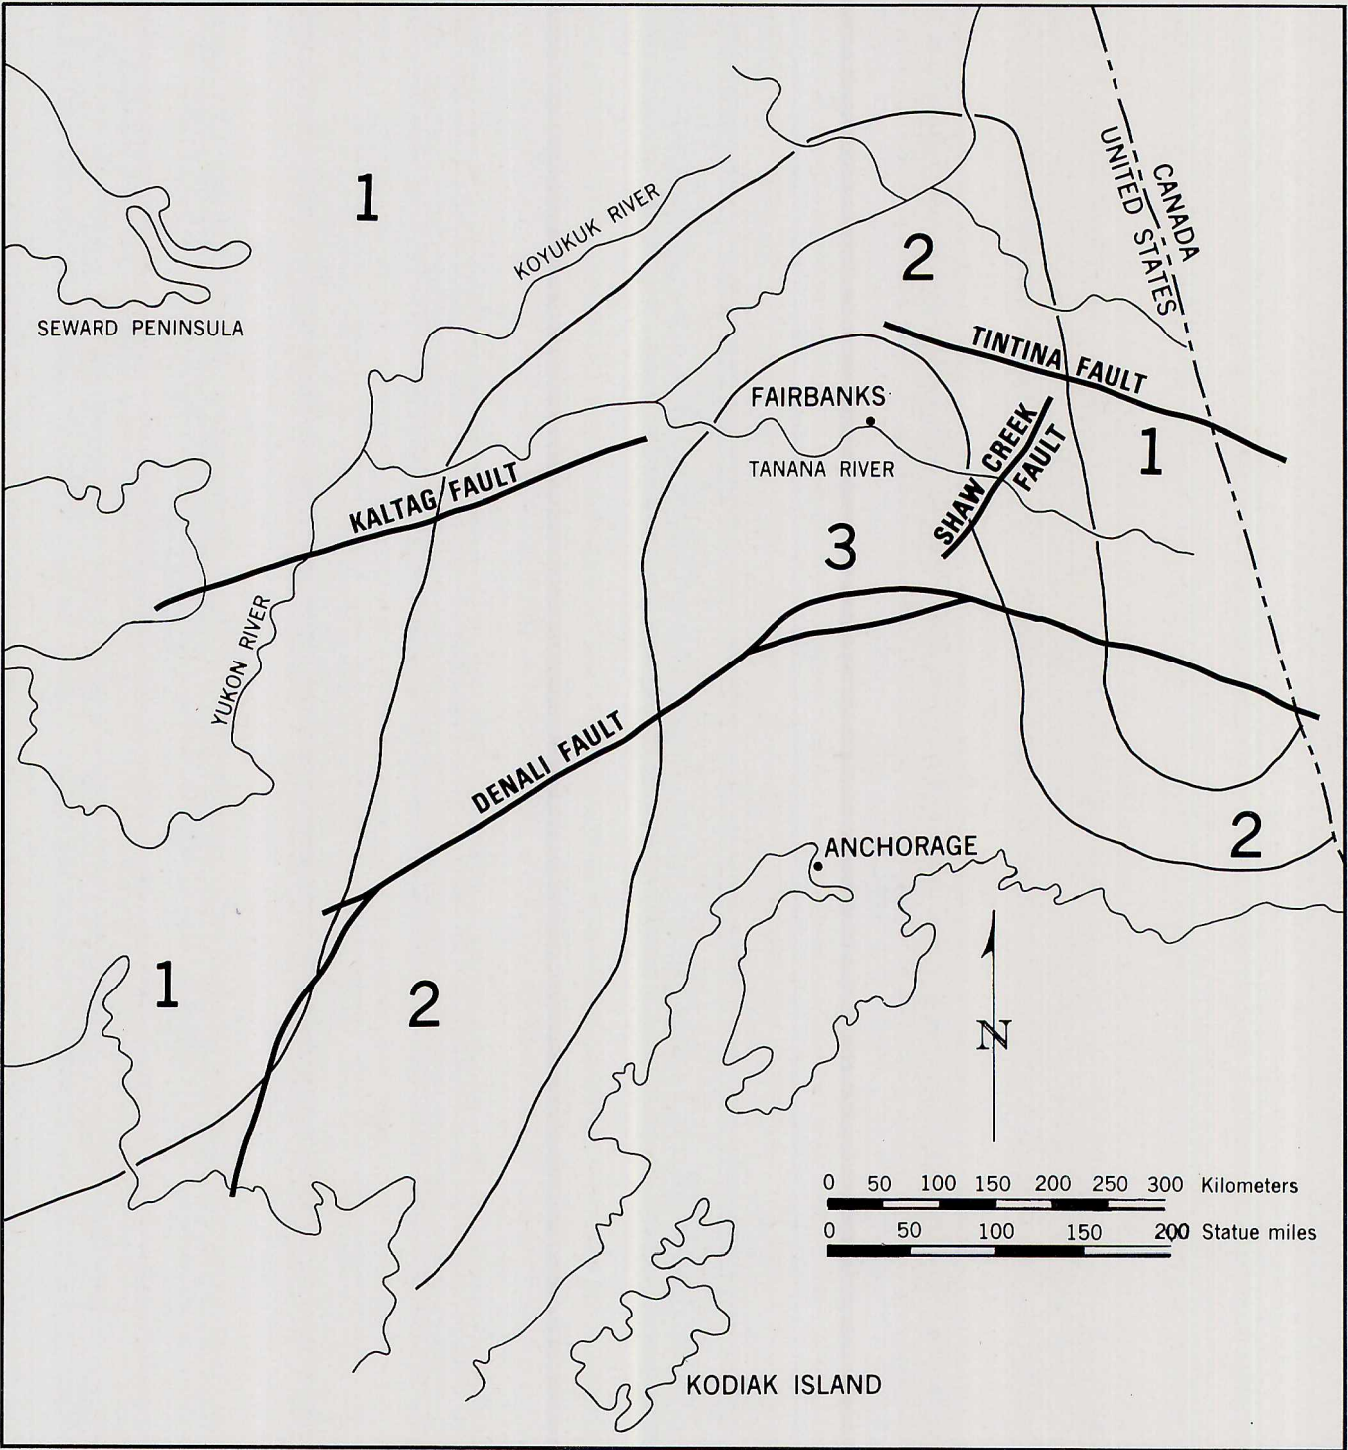 1
CANADA
UNITED STATES
KOYUKUK RIVER
2
SEWARD PENINSULA
TINTINA FAULT
FAIRBANKS
SHAW CREEK
FAULT
1
TANANA RIVER
KALTAG FAULT
3
YUKON RIVER
DENALI FAULT
2
ANCHORAGE
1
2
N
0 50 100 150 200 250 300 Kilometers
0 50 100 150 200 Statue miles
KODIAK ISLAND